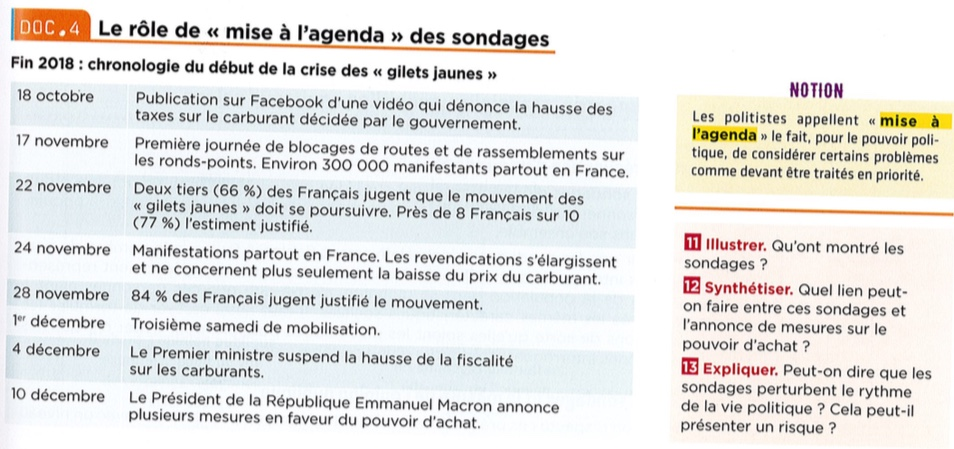 DOC.4 Le rôle de « mise à l'agenda » des sondages
Fin 2018 : chronologie du début de la crise des « gilets jaunes »
18 octobre Publication sur Facebook d'une vidéo qui dénonce la hausse des
taxes sur le carburant décidée par le gouvernement.
17 novembre Première journée de blocages de routes et de rassemblements sur
les ronds-points. Environ 300 000 manifestants partout en France.
22 novembre Deux tiers (66 %) des Français jugent que le mouvement des
« gilets jaunes » doit se poursuivre. Près de 8 Français sur 10
(77 %) l'estiment justifié.
24 novembre Manifestations partout en France. Les revendications s'élargissent
et ne concernent plus seulement la baisse du prix du carburant.
28 novembre 84 % des Français jugent justifié le mouvement.
1er décembre Troisième samedi de mobilisation.
4 décembre Le Premier ministre suspend la hausse de la fiscalité
sur les carburants.
10 décembre Le Président de la République Emmanuel Macron annonce
plusieurs mesures en faveur du pouvoir d'achat.
NOTION
Les politistes appellent « mise à
l'agenda » le fait, pour le pouvoir poli-
tique, de considérer certains problèmes
comme devant être traités en priorité.
11 Illustrer. Qu'ont montré les
sondages ?
12 Synthétiser. Quel lien peut-
on faire entre ces sondages et
l'annonce de mesures sur le
pouvoir d'achat ?
13 Expliquer. Peut-on dire que les
sondages perturbent le rythme
de la vie politique ? Cela peut-il
présenter un risque ?